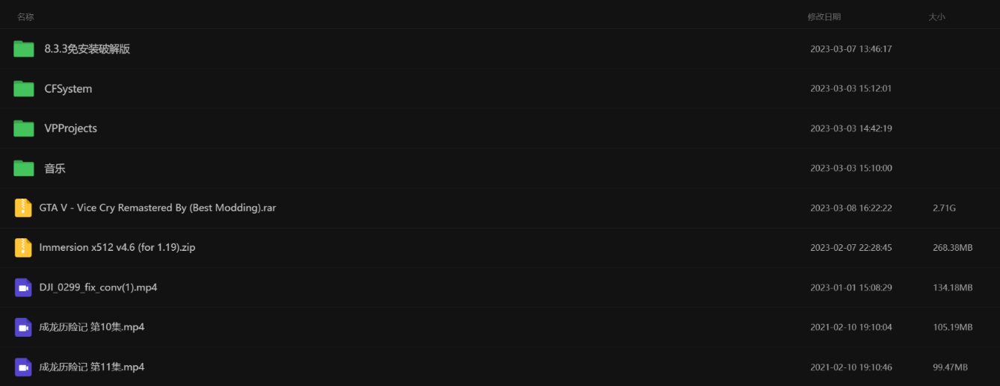 名称 修改日期 大小
8.3.3免安装破解版 2023-03-07 13:46:17
CFSystem 2023-03-03 15:12:01
VPProjects 2023-03-03 14:42:19
音乐 2023-03-03 15:10:00
GTA V - Vice Cry Remastered By (Best Modding).rar 2023-03-08 16:22:22 2.71G
Immersion x512 v4.6 (for 1.19).zip 2023-02-07 22:28:45 268.38MB
DJI_0299_fix_conv(1).mp4 2023-01-01 15:08:29 134.18MB
成龙历险记 第10集.mp4 2021-02-10 19:10:04 105.19MB
成龙历险记 第11集.mp4 2021-02-10 19:10:46 99.47MB